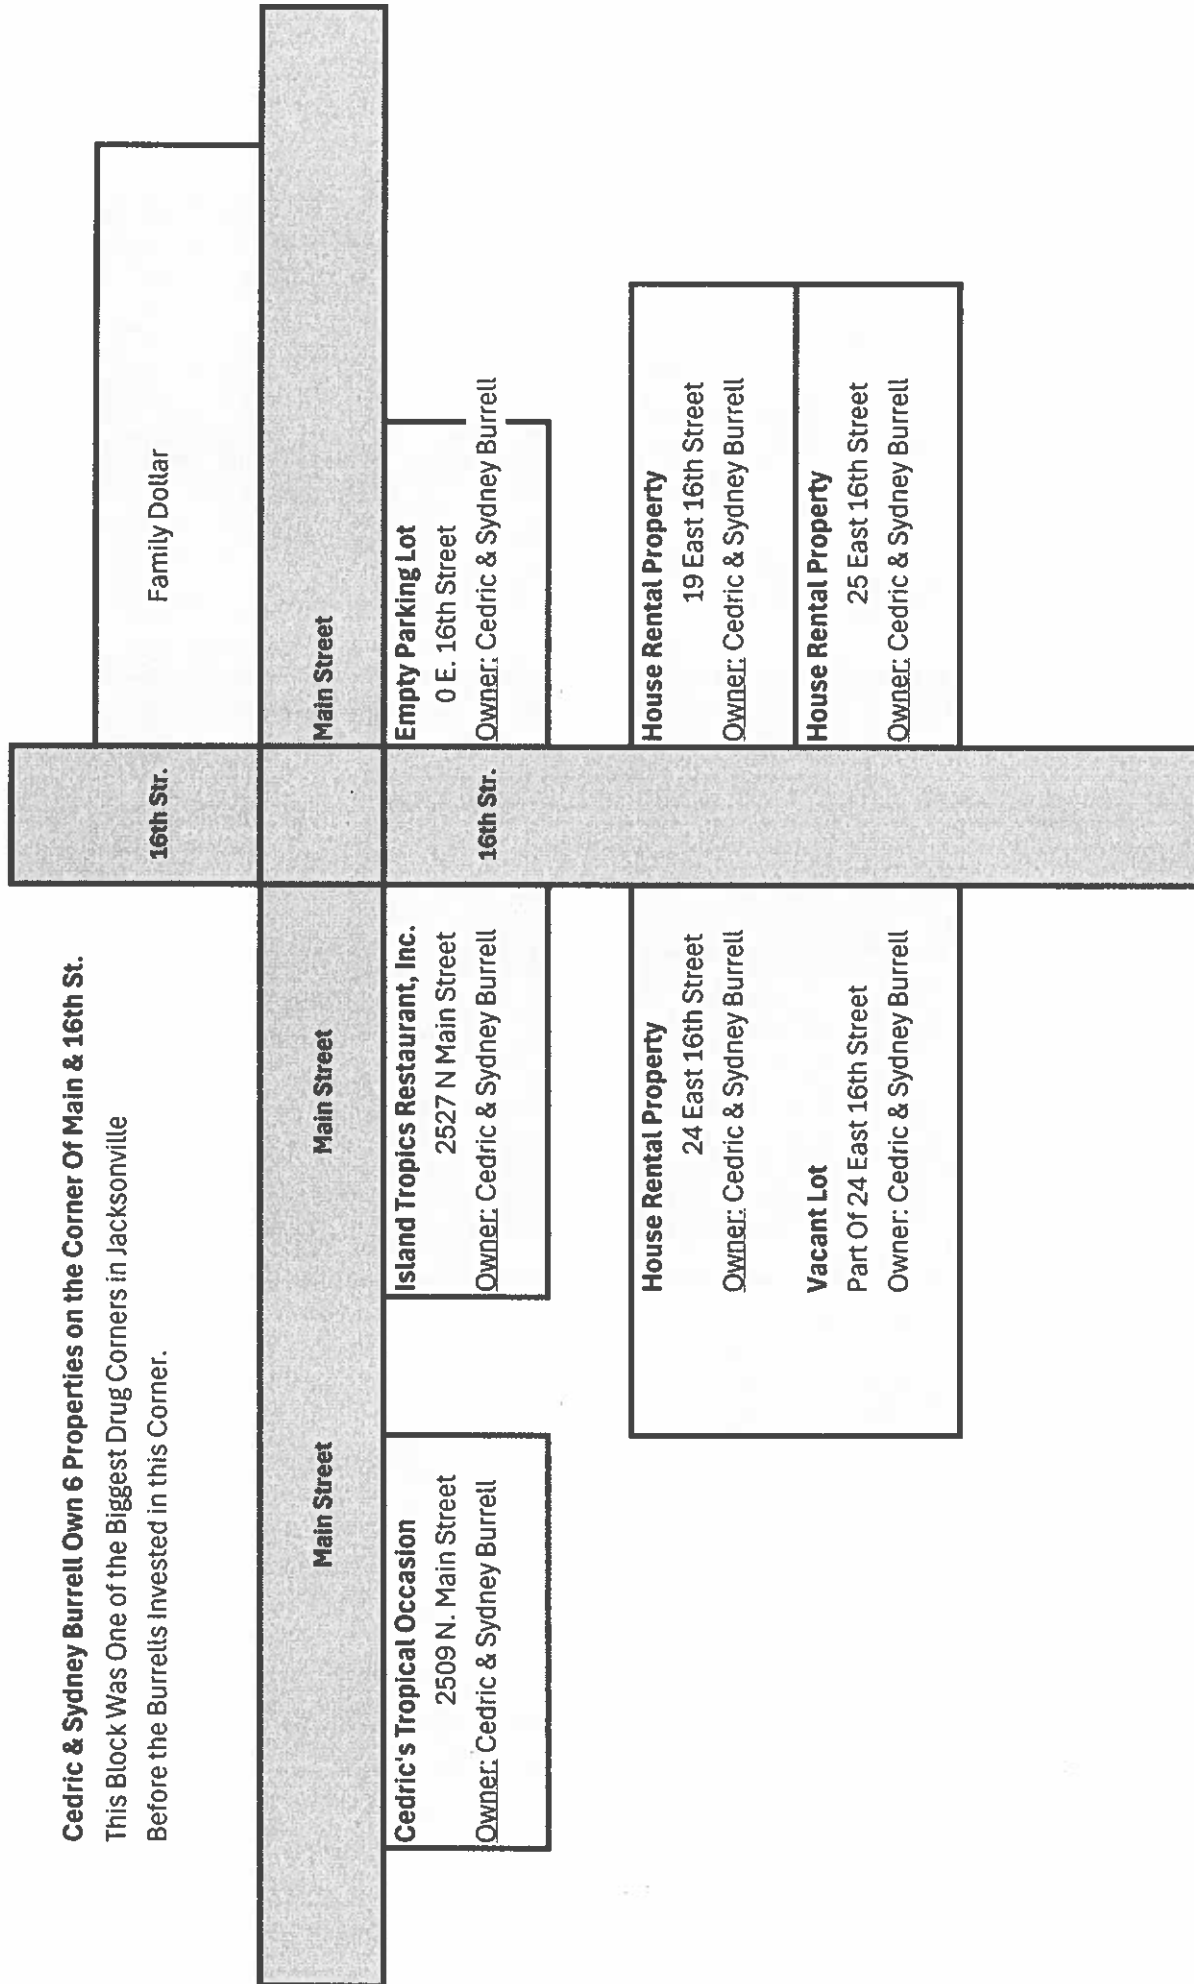 Cedric & Sydney Burrell Own 6 Properties on the Corner Of Main & 16th St.
This Block Was One of the Biggest Drug Corners in Jacksonville
Before the Burrells Invested in this Corner.
16th Str.
Family Dollar
Main Street
Main Street
Main Street
Cedric's Tropical Occasion
2509 N. Main Street
Owner: Cedric & Sydney Burrell
Island Tropics Restaurant, Inc.
2527 N Main Street
Owner: Cedric & Sydney Burrell
16th Str.
Empty Parking Lot
0 E. 16th Street
Owner: Cedric & Sydney Burrell
House Rental Property
24 East 16th Street
Owner: Cedric & Sydney Burrell
Vacant Lot
Part Of 24 East 16th Street
Owner: Cedric & Sydney Burrell
House Rental Property
19 East 16th Street
Owner: Cedric & Sydney Burrell
House Rental Property
25 East 16th Street
Owner: Cedric & Sydney Burrell